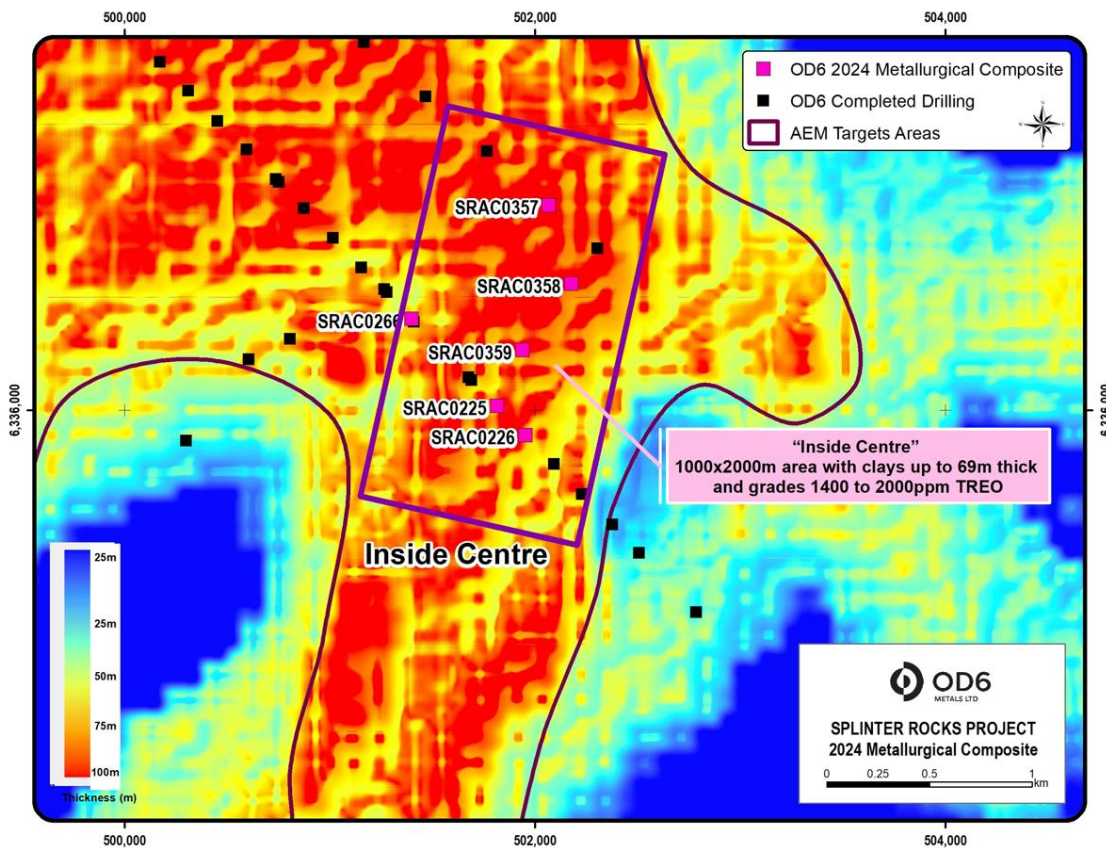 500,000
502,000
504,000
OD6 2024 Metallurgical Composite
OD6 Completed Drilling
AEM Targets Areas
SRAC0357
SRAC0358
SRAC0266
SRAC0359
SRAC0225
SRAC0226
6,336,000
6,336,000
“Inside Centre”
1000x2000m area with clays up to 69m thick
and grades 1400 to 2000ppm TREO
Inside Centre
25m
25m
50m
75m
100m
Thickness (m)
OD6
METALS LTD
SPLINTER ROCKS PROJECT
2024 Metallurgical Composite
0 0.25 0.5 1
km
500,000
502,000
504,000